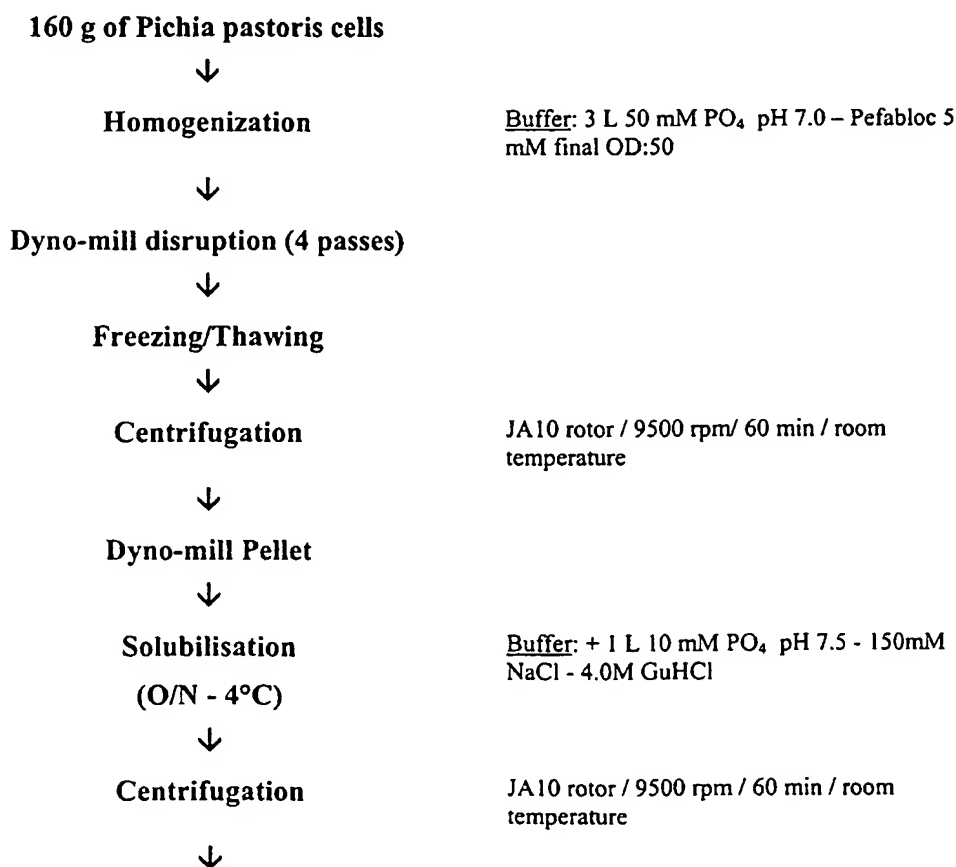 160 g of Pichia pastoris cells
↓
Homogenization
Buffer: 3 L 50 mM PO₄ pH 7.0 – Pefabloc 5
mM final OD:50
↓
Dyno-mill disruption (4 passes)
↓
Freezing/Thawing
↓
Centrifugation
JA10 rotor / 9500 rpm/ 60 min / room
temperature
↓
Dyno-mill Pellet
↓
Solubilisation
(O/N - 4°C)
Buffer: + 1 L 10 mM PO₄ pH 7.5 - 150mM
NaCl - 4.0M GuHCl
↓
Centrifugation
JA10 rotor / 9500 rpm / 60 min / room
temperature
↓